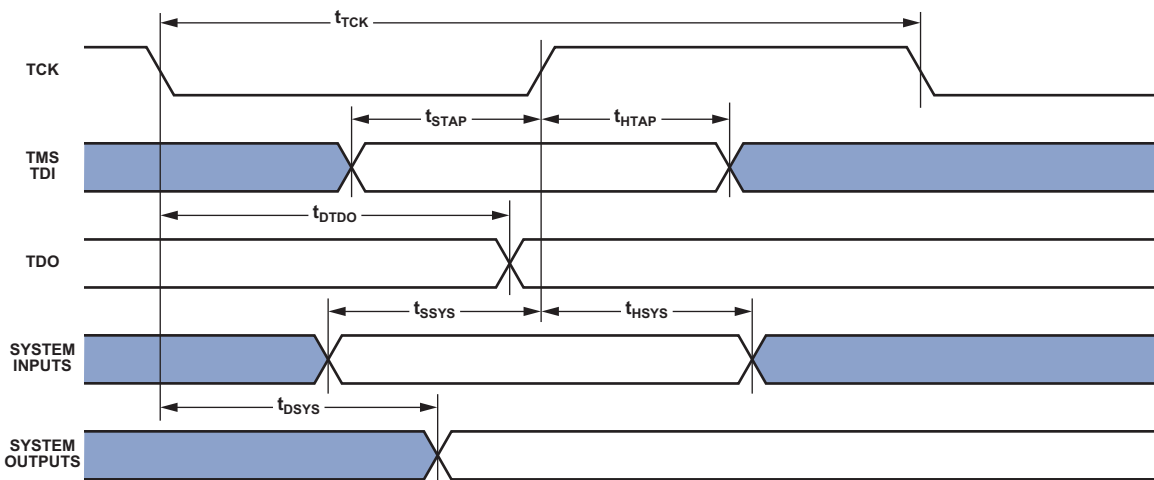 tTCK
TCK
tSTAP
tHTAP
TMS
TDI
tDTDO
TDO
tSSYS
tHSYS
SYSTEM
INPUTS
tDSYS
SYSTEM
OUTPUTS